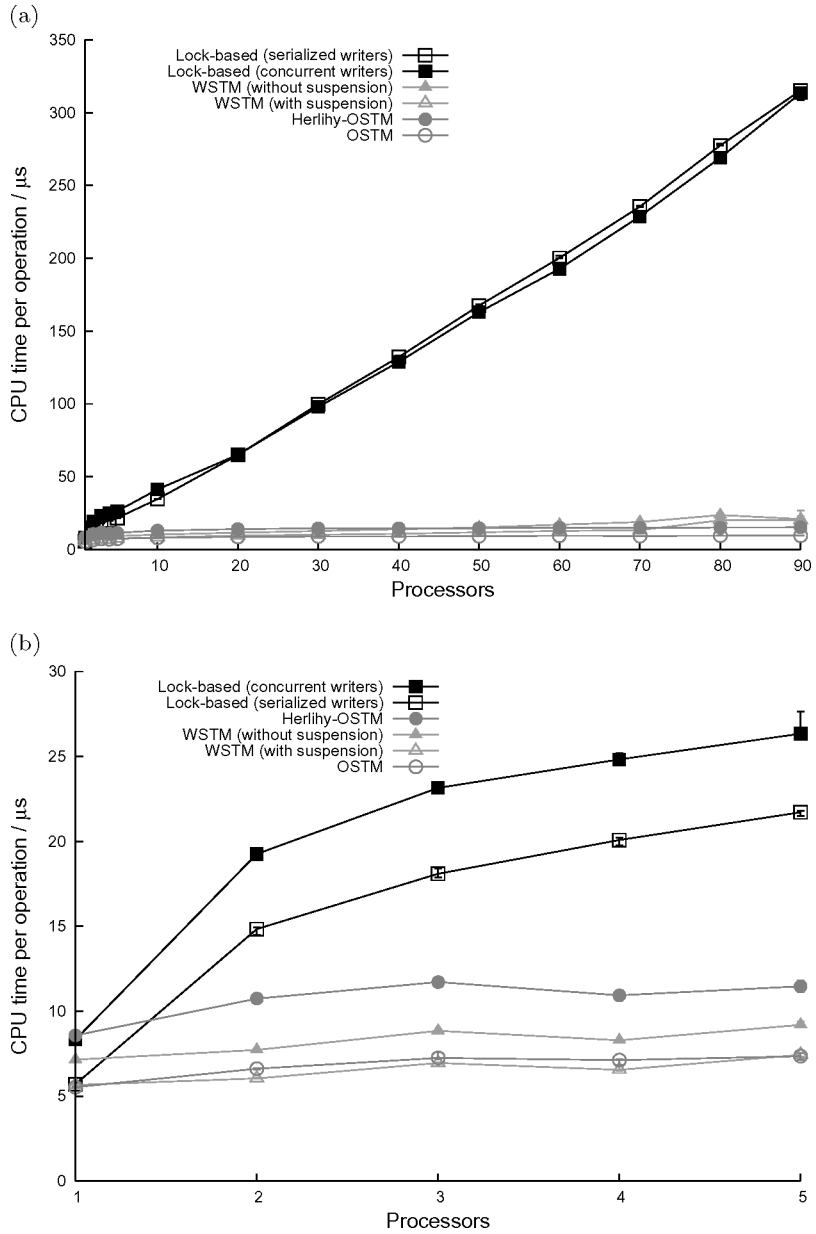 (a)
350
300
250
200
150
100
50
0
CPU time per operation / µs
Lock-based (serialized writers)
Lock-based (concurrent writers)
WSTM (without suspension)
WSTM (with suspension)
Herlihy-OSTM
OSTM
10 20 30 40 50 60 70 80 90
Processors
(b)
30
25
20
15
10
5
0
CPU time per operation / µs
Lock-based (concurrent writers)
Lock-based (serialized writers)
Herlihy-OSTM
WSTM (without suspension)
WSTM (with suspension)
OSTM
1 2 3 4 5
Processors